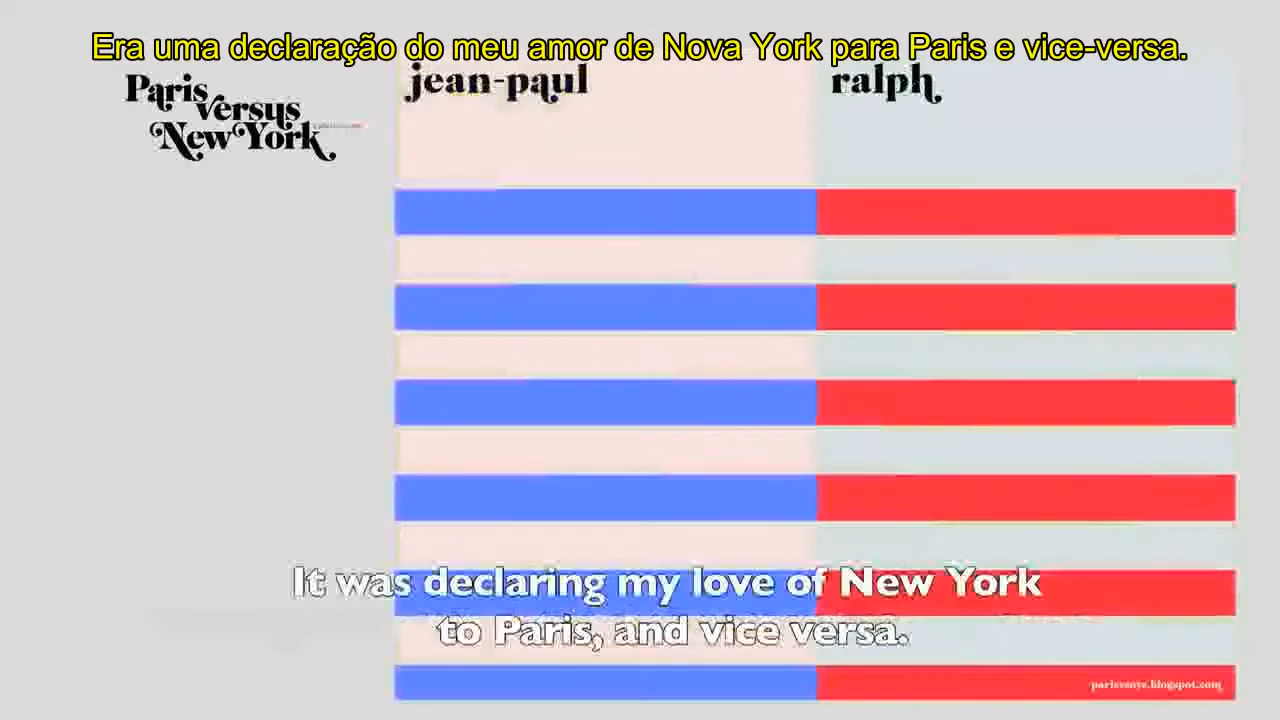 Era uma declaração do meu amor de Nova York para Paris e vice-versa.
Paris
versus
New York
jean-paul
ralph
It was declaring my love of New York
to Paris, and vice versa.
parisvsnyc.blogspot.com